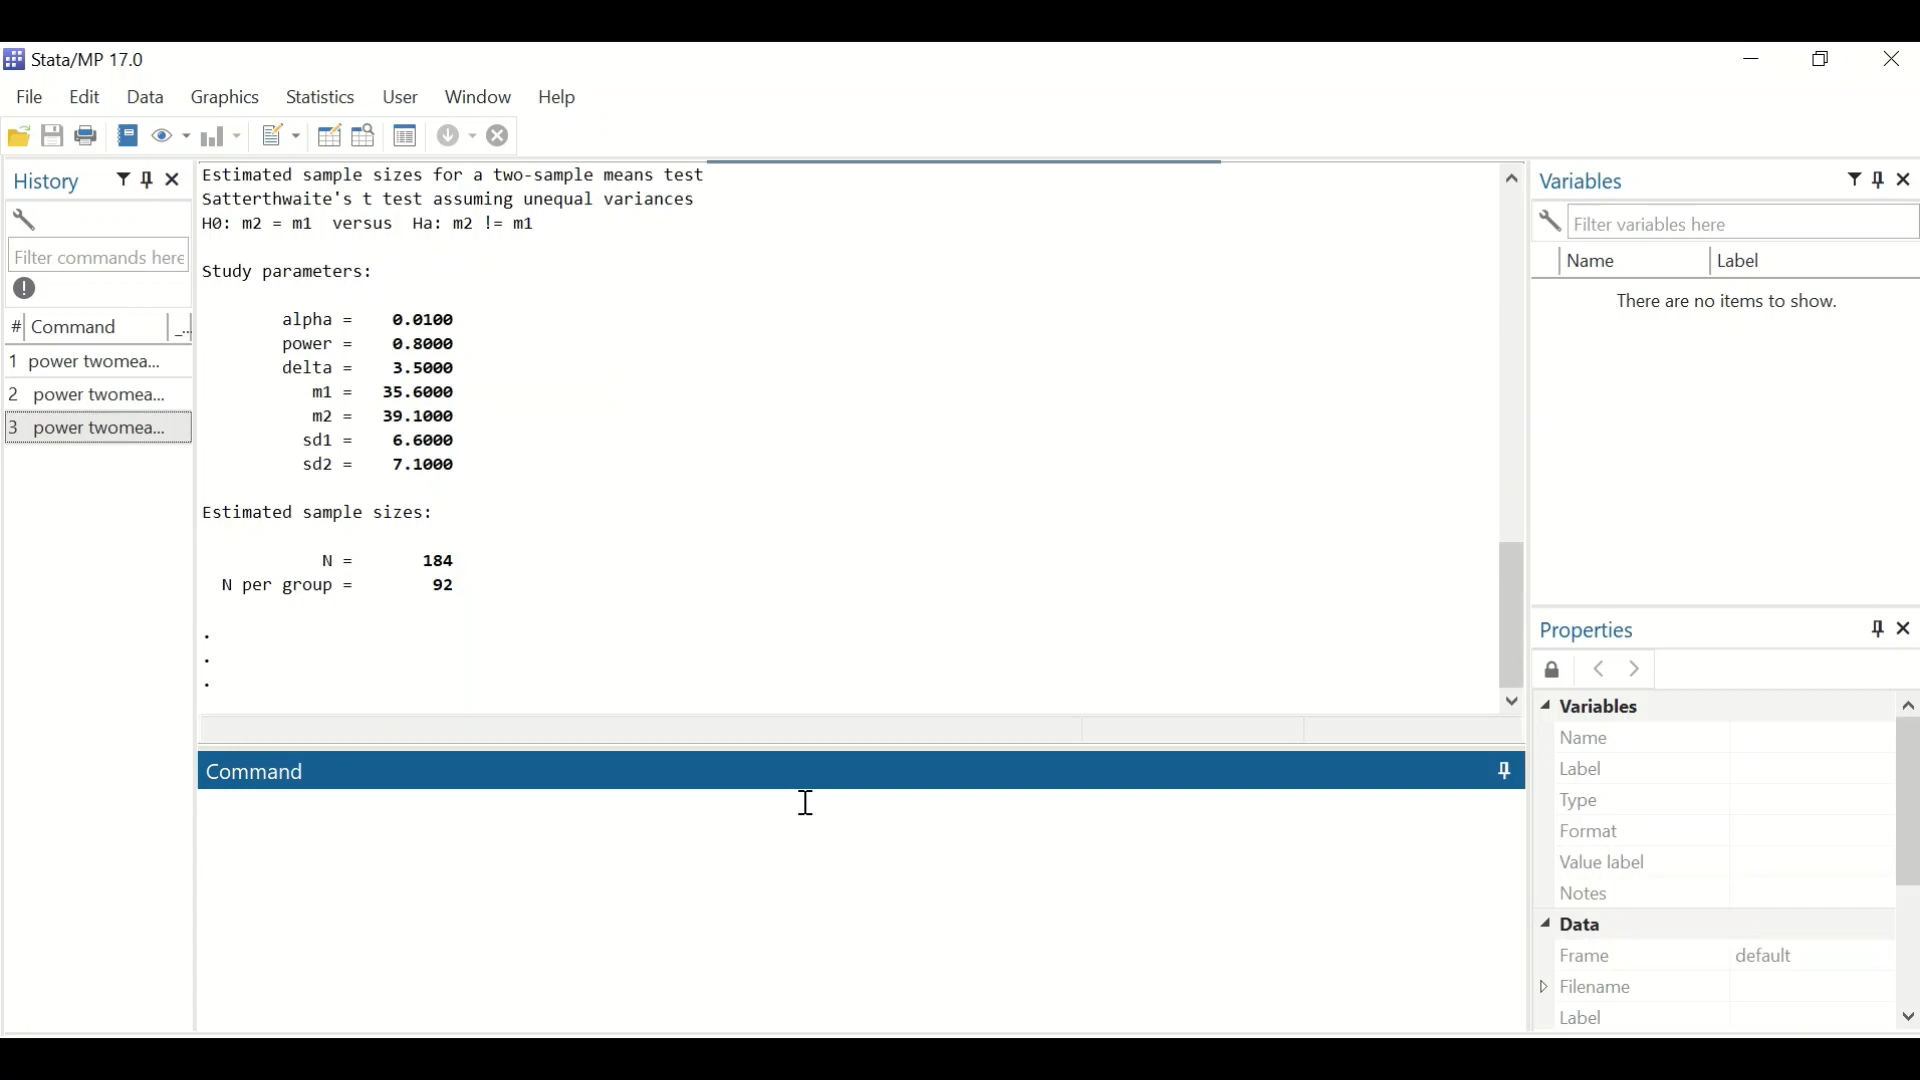 Stata/MP 17.0
File Edit Data Graphics Statistics User Window Help
History
Filter commands here
# Command _...
1 power twomea...
2 power twomea...
3 power twomea...
Estimated sample sizes for a two-sample means test
Satterthwaite's t test assuming unequal variances
H0: m2 = m1 versus Ha: m2 != m1
Study parameters:
alpha = 0.0100
power = 0.8000
delta = 3.5000
m1 = 35.6000
m2 = 39.1000
sd1 = 6.6000
sd2 = 7.1000
Estimated sample sizes:
N = 184
N per group = 92
.
.
.
Command
Variables
Filter variables here
Name Label
There are no items to show.
Properties
Variables
Name
Label
Type
Format
Value label
Notes
Data
Frame default
Filename
Label